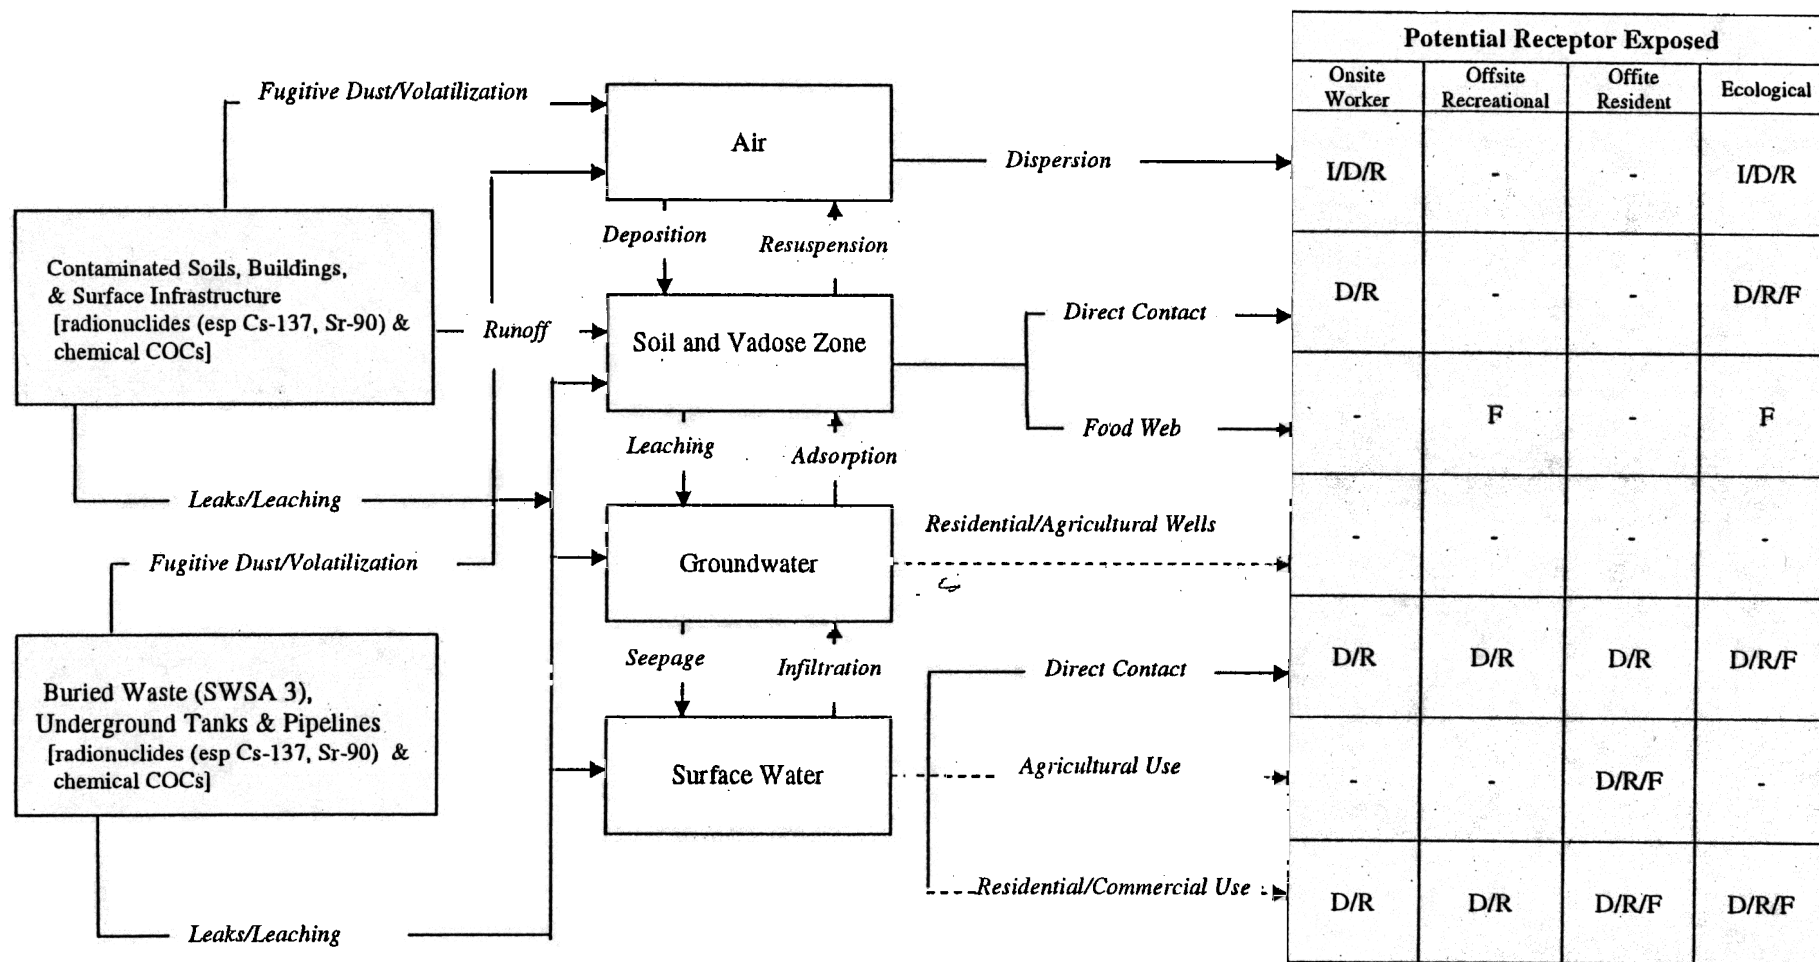 Potential Receptor Exposed
Onsite Worker
Offsite Recreational
Offite Resident
Ecological
Fugitive Dust/Volatilization
Air
Dispersion
I/D/R - - I/D/R
Deposition
Resuspension
Contaminated Soils, Buildings,
& Surface Infrastructure
[radionuclides (esp Cs-137, Sr-90) &
chemical COCs]
Runoff
Soil and Vadose Zone
Direct Contact
D/R - - D/R/F
Food Web
- F - F
Leaching
Adsorption
Leaks/Leaching
Fugitive Dust/Volatilization
Groundwater
Residential/Agricultural Wells
- - - -
Seepage
Infiltration
Buried Waste (SWSA 3),
Underground Tanks & Pipelines
[radionuclides (esp Cs-137, Sr-90) &
chemical COCs]
Surface Water
Direct Contact
D/R D/R D/R D/R/F
Agricultural Use
- - D/R/F -
Residential/Commercial Use
D/R D/R D/R/F D/R/F
Leaks/Leaching